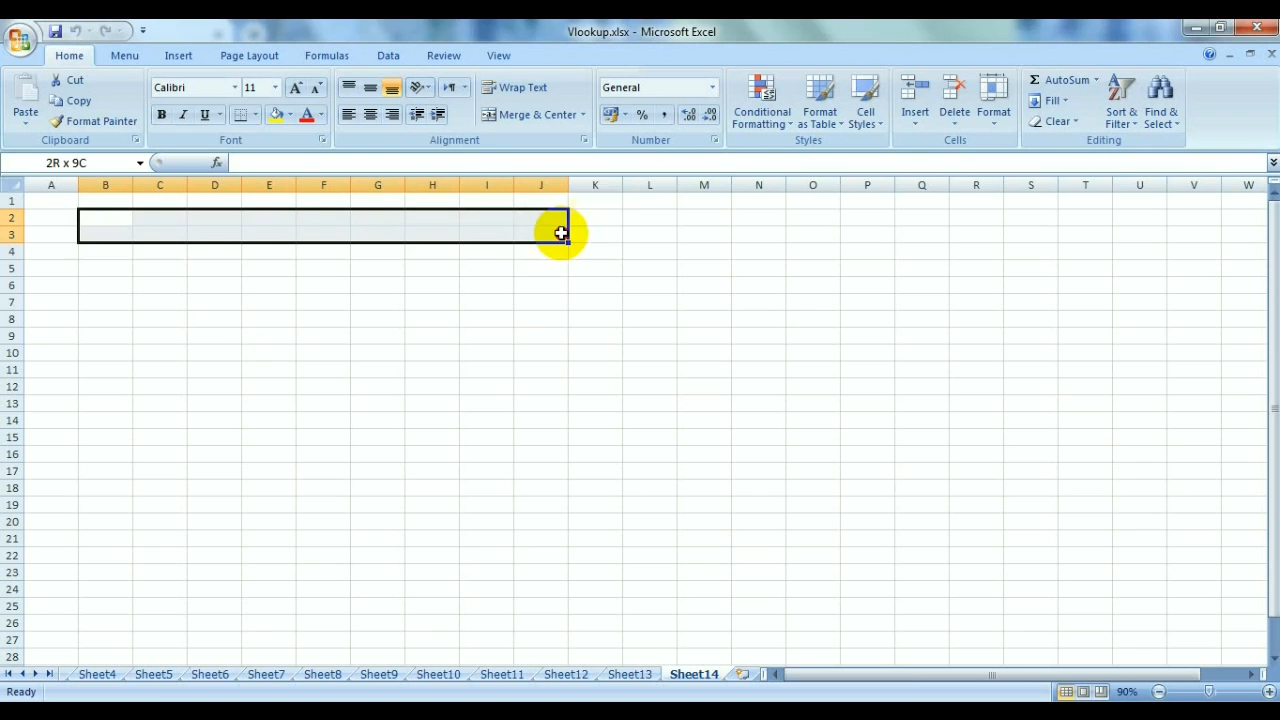 Vlookup.xlsx - Microsoft Excel
Home Menu Insert Page Layout Formulas Data Review View
Paste
Cut
Copy
Format Painter
Clipboard
Calibri 11
B I U A
Font
Wrap Text
Merge & Center
Alignment
General
% ,
Number
Conditional Formatting
Format as Table
Cell Styles
Styles
Insert Delete Format
Cells
Σ AutoSum
Fill
Clear
Sort & Filter
Find & Select
Editing
2R x 9C fx
A B C D E F G H I J K L M N O P Q R S T U V W
1
2
3
4
5
6
7
8
9
10
11
12
13
14
15
16
17
18
19
20
21
22
23
24
25
26
27
28
Sheet4 Sheet5 Sheet6 Sheet7 Sheet8 Sheet9 Sheet10 Sheet11 Sheet12 Sheet13 Sheet14
Ready 90%